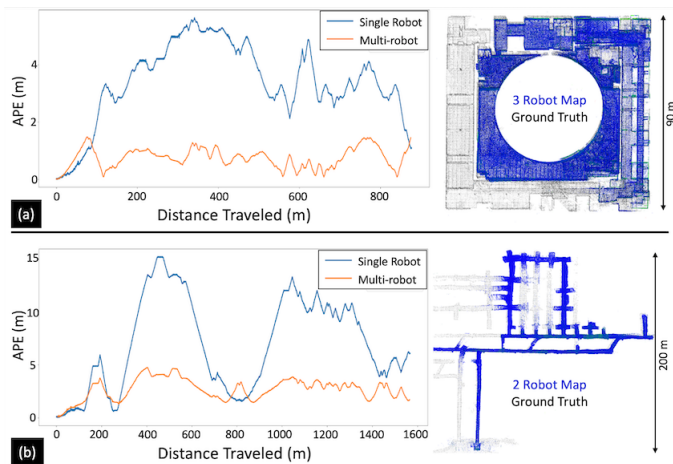 Single Robot
Multi-robot
APE (m)
4
2
0
0
200
400
600
800
Distance Traveled (m)
(a)
3 Robot Map
Ground Truth
90 m
Single Robot
Multi-robot
APE (m)
15
10
5
0
0
200
400
600
800
1000
1200
1400
1600
Distance Traveled (m)
(b)
2 Robot Map
Ground Truth
200 m